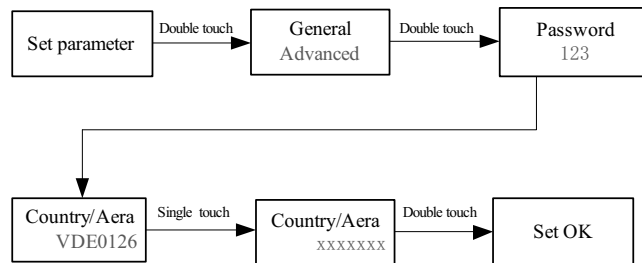 Set parameter
Double touch
General
Advanced
Double touch
Password
123
Country/Aera
VDE0126
Single touch
Country/Aera
xxxxxxx
Double touch
Set OK